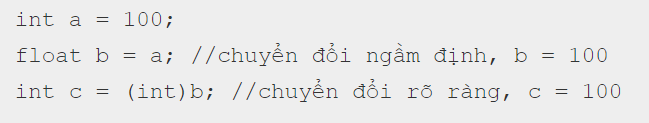 int a = 100;
float b = a; //chuyển đổi ngầm định, b = 100
int c = (int)b; //chuyển đổi rõ ràng, c = 100